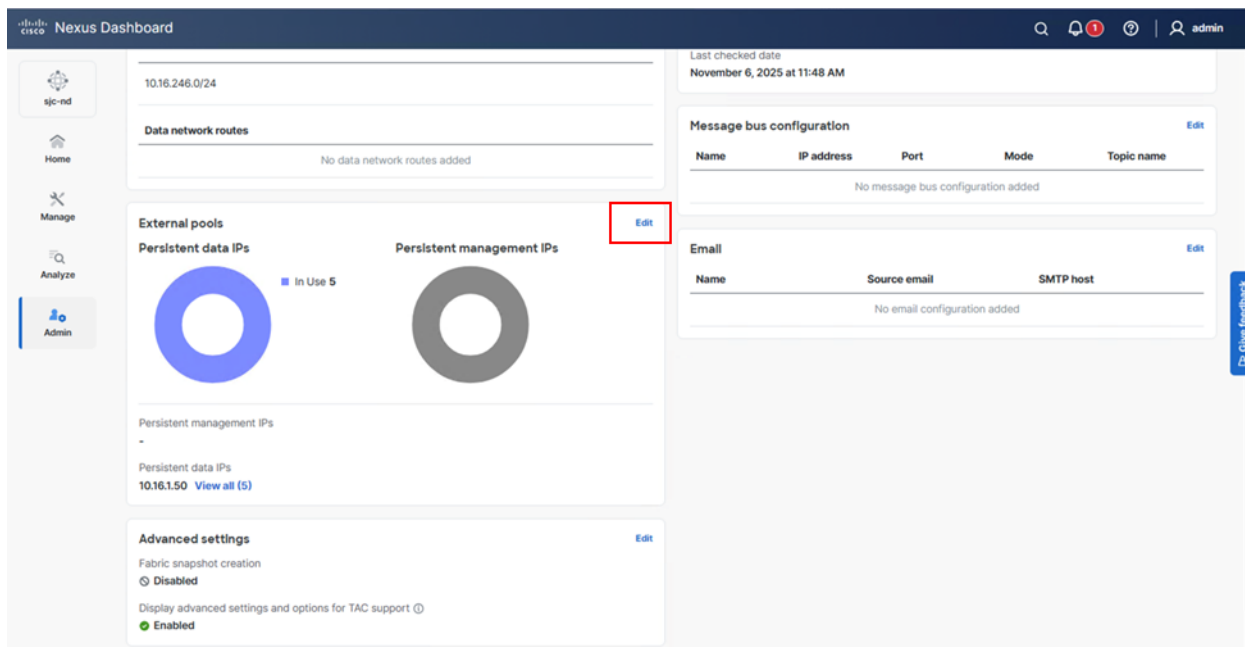 cisco Nexus Dashboard
1
admin
sjc-nd
Home
Manage
Analyze
Admin
10.16.246.0/24
Data network routes
No data network routes added
External pools
Edit
Persistent data IPs
Persistent management IPs
In Use 5
Persistent management IPs
-
Persistent data IPs
10.16.1.50 View all (5)
Advanced settings
Edit
Fabric snapshot creation
Disabled
Display advanced settings and options for TAC support
Enabled
Last checked date
November 6, 2025 at 11:48 AM
Message bus configuration
Edit
Name IP address Port Mode Topic name
No message bus configuration added
Email
Edit
Name Source email SMTP host
No email configuration added
Give feedback